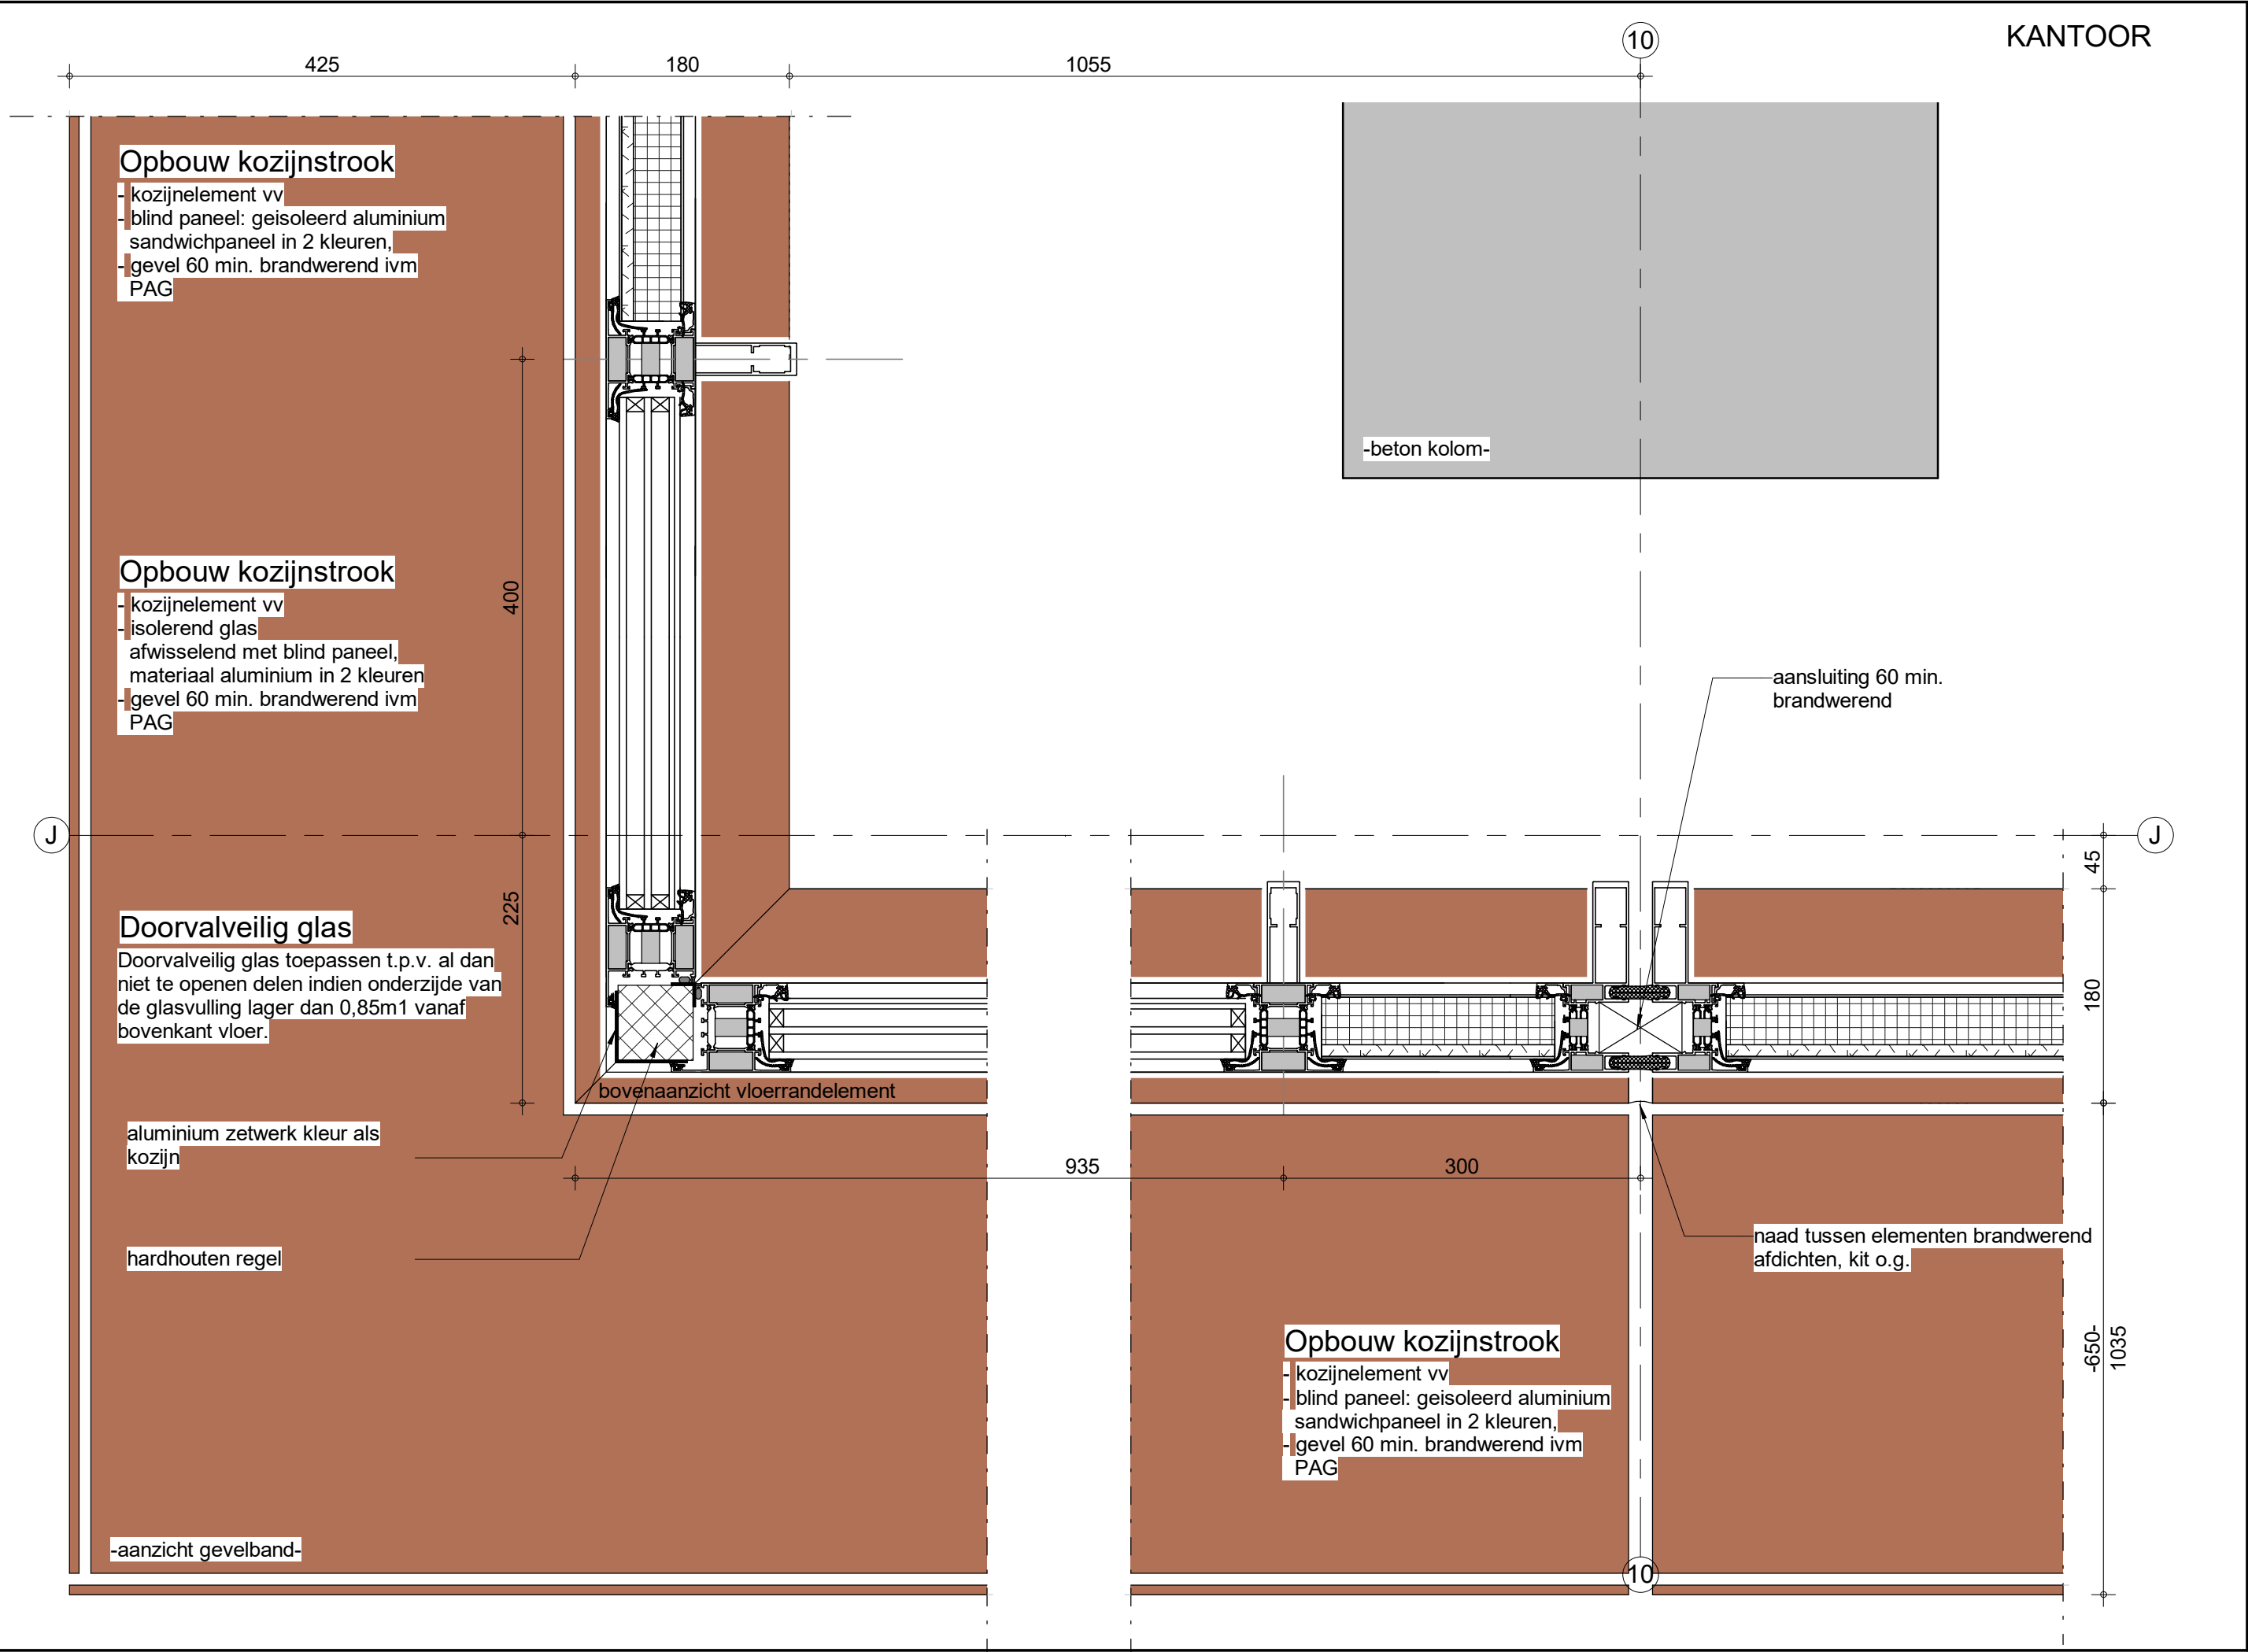 KANTOOR
10
425
180
1055
Opbouw kozijnstrook
- kozijnelement vv
- blind paneel: geisoleerd aluminium
sandwichpaneel in 2 kleuren,
- gevel 60 min. brandwerend ivm
PAG
-beton kolom-
Opbouw kozijnstrook
- kozijnelement vv
- isolerend glas
afwisselend met blind paneel,
materiaal aluminium in 2 kleuren
- gevel 60 min. brandwerend ivm
PAG
400
aansluiting 60 min.
brandwerend
J
J
45
225
180
Doorvalveilig glas
Doorvalveilig glas toepassen t.p.v. al dan
niet te openen delen indien onderzijde van
de glasvulling lager dan 0,85m1 vanaf
bovenkant vloer.
bovenaanzicht vloerrandelement
aluminium zetwerk kleur als
kozijn
935
300
hardhouten regel
naad tussen elementen brandwerend
afdichten, kit o.g.
-650-
1035
Opbouw kozijnstrook
- kozijnelement vv
- blind paneel: geisoleerd aluminium
sandwichpaneel in 2 kleuren,
- gevel 60 min. brandwerend ivm
PAG
-aanzicht gevelband-
10